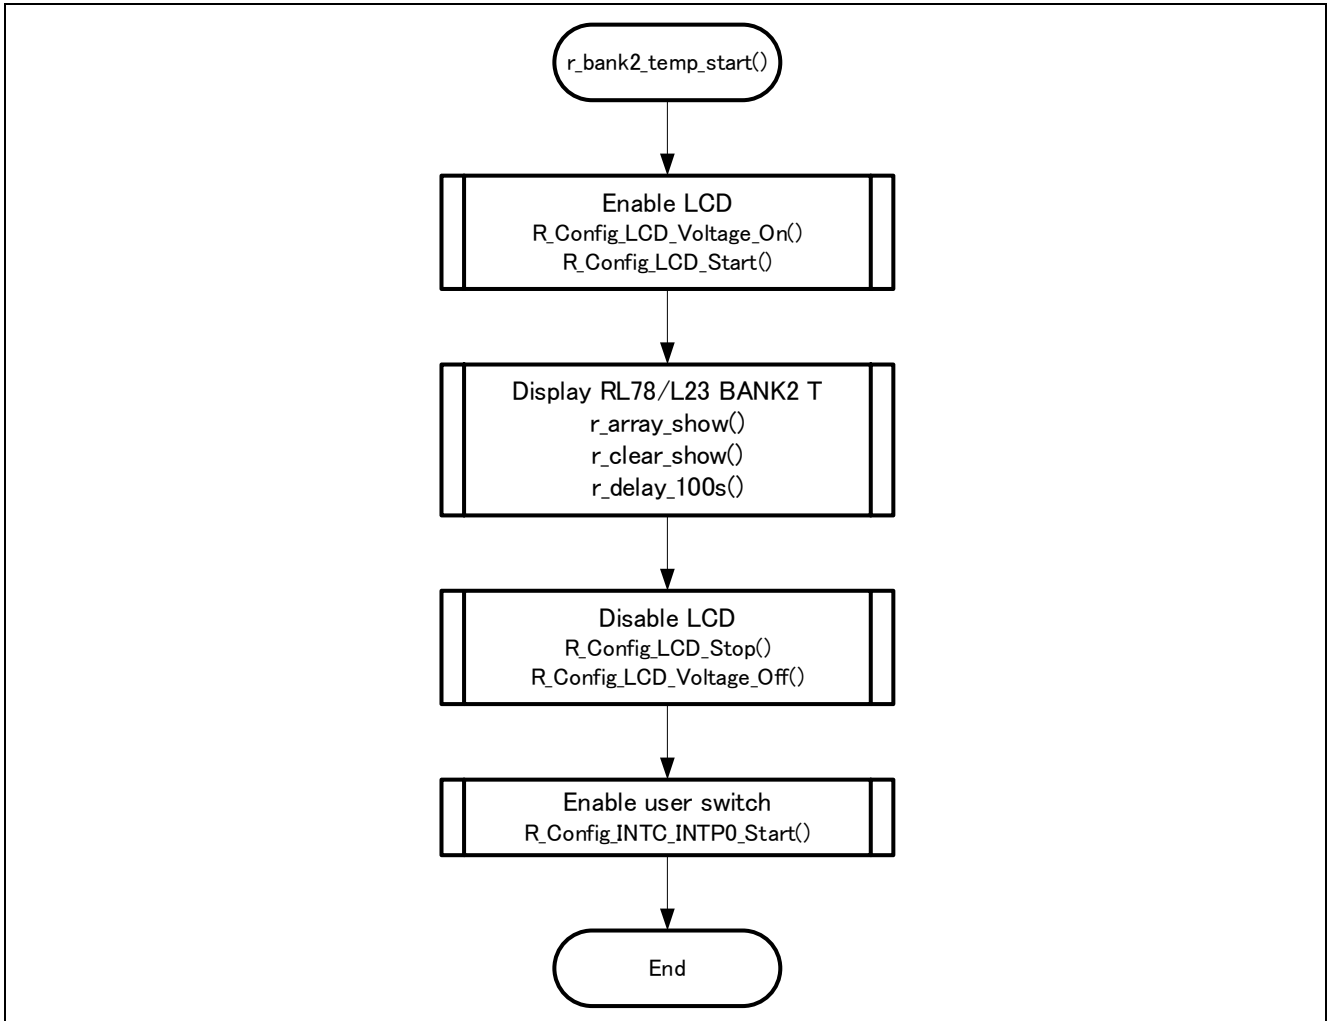 r_bank2_temp_start()
Enable LCD
R_Config_LCD_Voltage_On()
R_Config_LCD_Start()
Display RL78/L23 BANK2 T
r_array_show()
r_clear_show()
r_delay_100s()
Disable LCD
R_Config_LCD_Stop()
R_Config_LCD_Voltage_Off()
Enable user switch
R_Config_INTC_INTP0_Start()
End